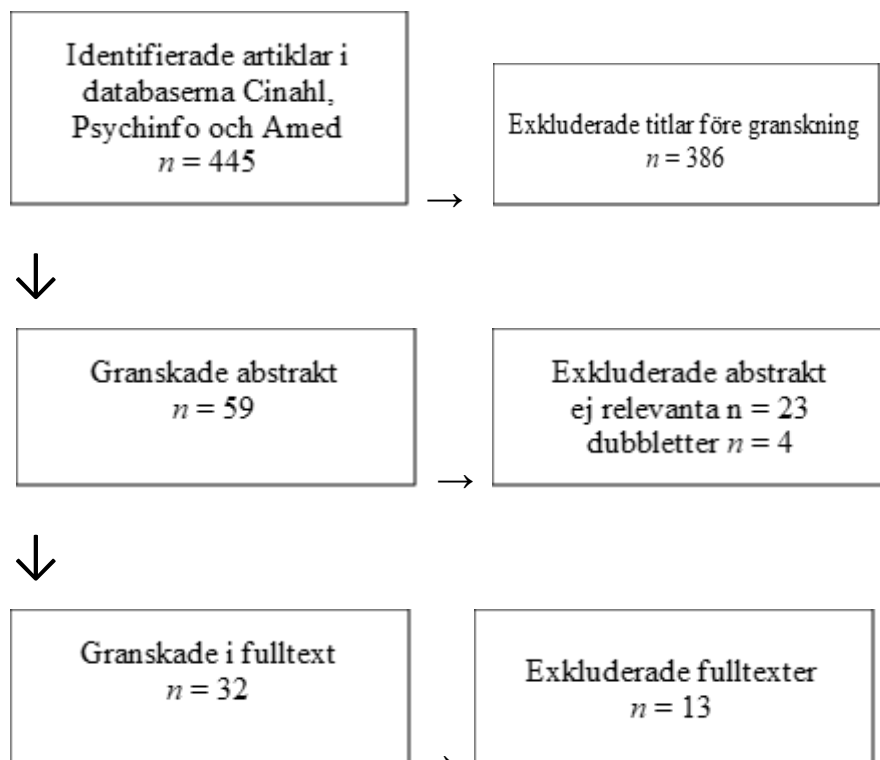 Identifierade artiklar i
databaserna Cinahl,
Psychinfo och Amed
n = 445
→
Exkluderade titlar före granskning
n = 386
↓
Granskade abstrakt
n = 59
→
Exkluderade abstrakt
ej relevanta n = 23
dubbletter n = 4
↓
Granskade i fulltext
n = 32
→
Exkluderade fulltexter
n = 13